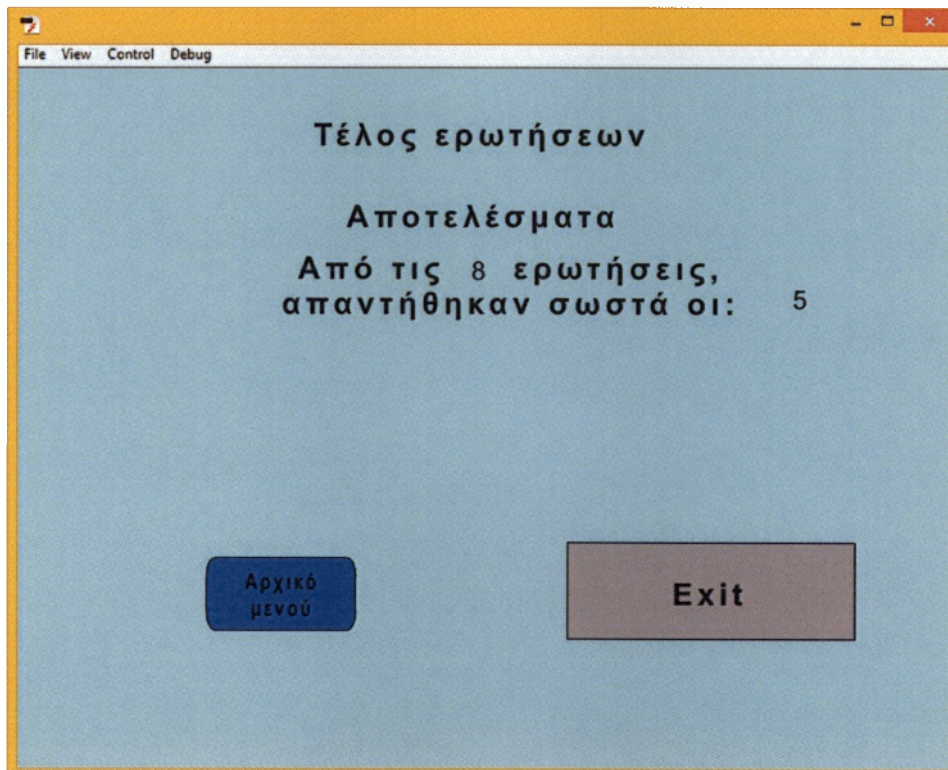 File View Control Debug
Τέλος ερωτήσεων
Αποτελέσματα
Από τις 8 ερωτήσεις,
απαντήθηκαν σωστά οι: 5
Αρχικό
μενού
Exit